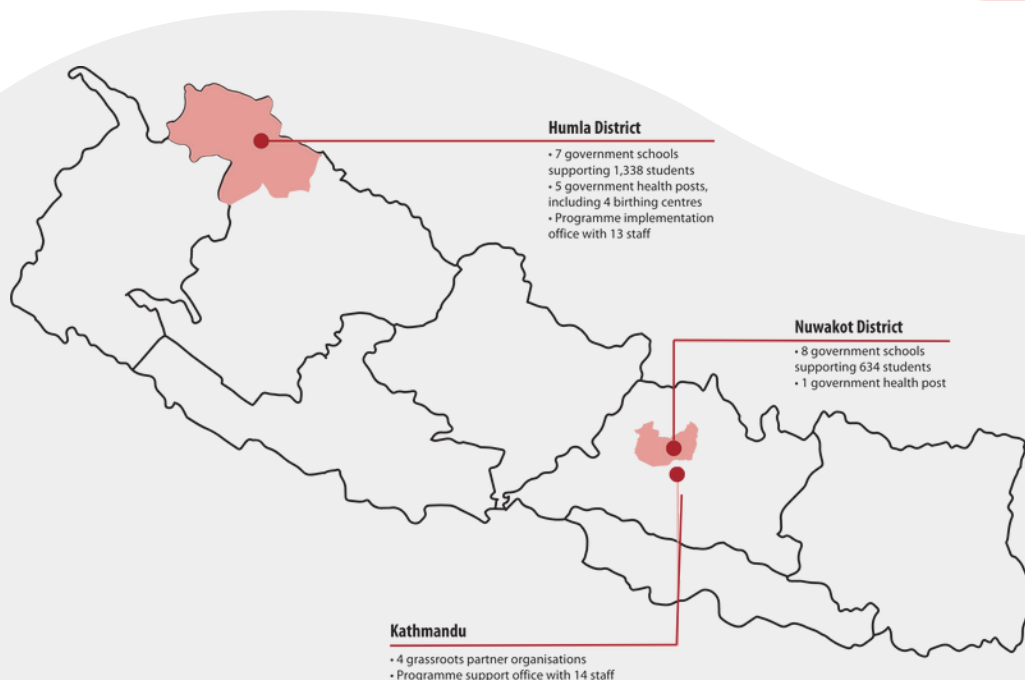 Humla District
• 7 government schools
supporting 1,338 students
• 5 government health posts,
including 4 birthing centres
• Programme implementation
office with 13 staff
Nuwakot District
• 8 government schools
supporting 634 students
• 1 government health post
Kathmandu
• 4 grassroots partner organisations
• Programme support office with 14 staff